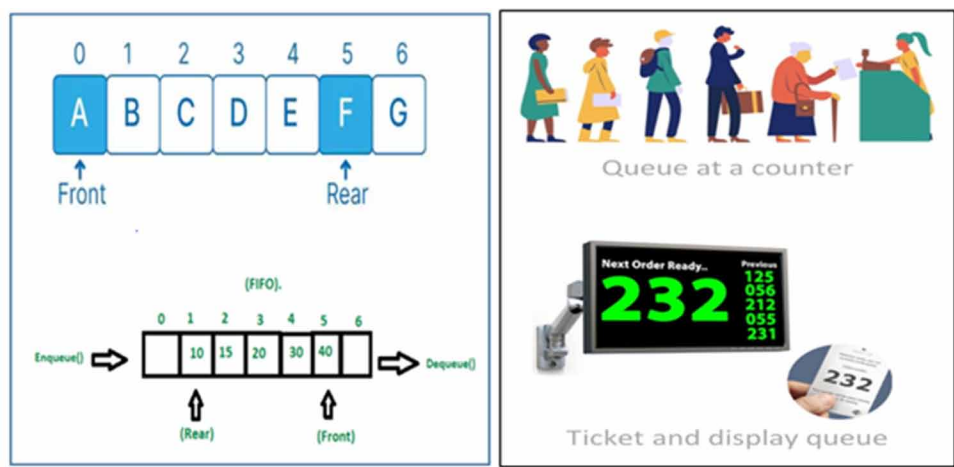 0 1 2 3 4 5 6
A B C D E F G
Front Rear
(FIFO).
0 1 2 3 4 5 6
Enqueue() 10 15 20 30 40 Dequeue()
(Rear) (Front)
Queue at a counter
Next Order Ready.. Previous
232
125
056
212
055
231
232
Ticket and display queue